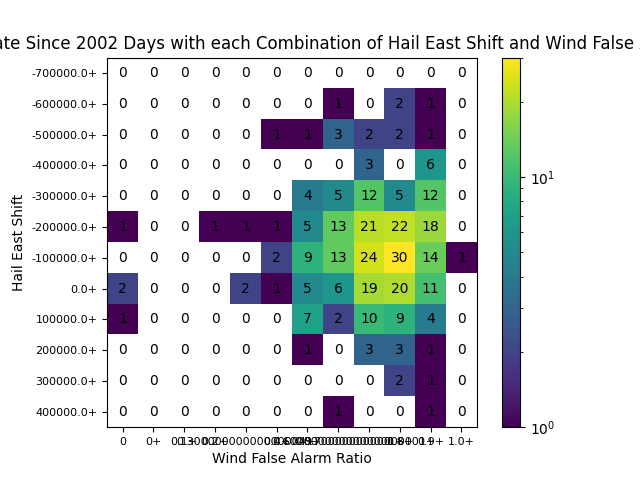 ate Since 2002 Days with each Combination of Hail East Shift and Wind False
-700000.0+ 0 0 0 0 0 0 0 0 0 0 0 0
-600000.0+ 0 0 0 0 0 0 0 1 0 2 1 0
-500000.0+ 0 0 0 0 0 1 1 3 2 2 1 0
-400000.0+ 0 0 0 0 0 0 0 0 3 0 6 0
-300000.0+ 0 0 0 0 0 0 4 5 12 5 12 0
-200000.0+ 1 0 0 1 1 1 5 13 21 22 18 0
-100000.0+ 0 0 0 0 0 2 9 13 24 30 14 1
0.0+ 2 0 0 0 2 1 5 6 19 20 11 0
100000.0+ 1 0 0 0 0 0 7 2 10 9 4 0
200000.0+ 0 0 0 0 0 0 1 0 3 3 1 0
300000.0+ 0 0 0 0 0 0 0 0 0 2 1 0
400000.0+ 0 0 0 0 0 0 0 1 0 0 1 0
0 0+ 1.0+
Wind False Alarm Ratio
Hail East Shift
10^1
10^0